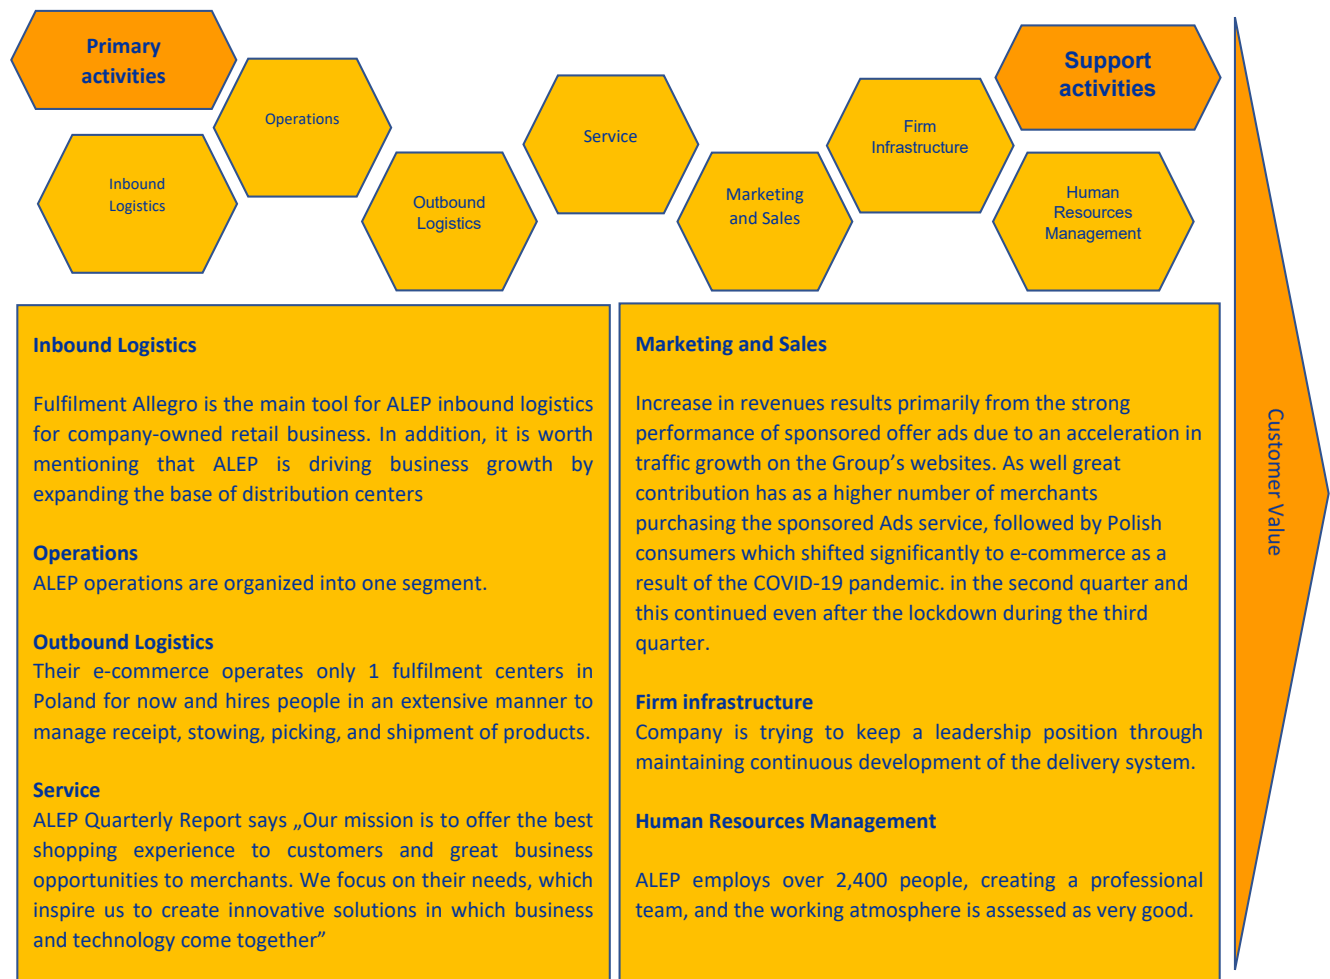 Primary
activities
Operations
Inbound
Logistics
Outbound
Logistics
Service
Marketing
and Sales
Firm
Infrastructure
Support
activities
Human
Resources
Management
Inbound Logistics
Fulfilment Allegro is the main tool for ALEP inbound logistics
for company-owned retail business. In addition, it is worth
mentioning that ALEP is driving business growth by
expanding the base of distribution centers
Operations
ALEP operations are organized into one segment.
Outbound Logistics
Their e-commerce operates only 1 fulfilment centers in
Poland for now and hires people in an extensive manner to
manage receipt, stowing, picking, and shipment of products.
Service
ALEP Quarterly Report says „Our mission is to offer the best
shopping experience to customers and great business
opportunities to merchants. We focus on their needs, which
inspire us to create innovative solutions in which business
and technology come together”
Marketing and Sales
Increase in revenues results primarily from the strong
performance of sponsored offer ads due to an acceleration in
traffic growth on the Group’s websites. As well great
contribution has as a higher number of merchants
purchasing the sponsored Ads service, followed by Polish
consumers which shifted significantly to e-commerce as a
result of the COVID-19 pandemic. in the second quarter and
this continued even after the lockdown during the third
quarter.
Firm infrastructure
Company is trying to keep a leadership position through
maintaining continuous development of the delivery system.
Human Resources Management
ALEP employs over 2,400 people, creating a professional
team, and the working atmosphere is assessed as very good.
Customer Value